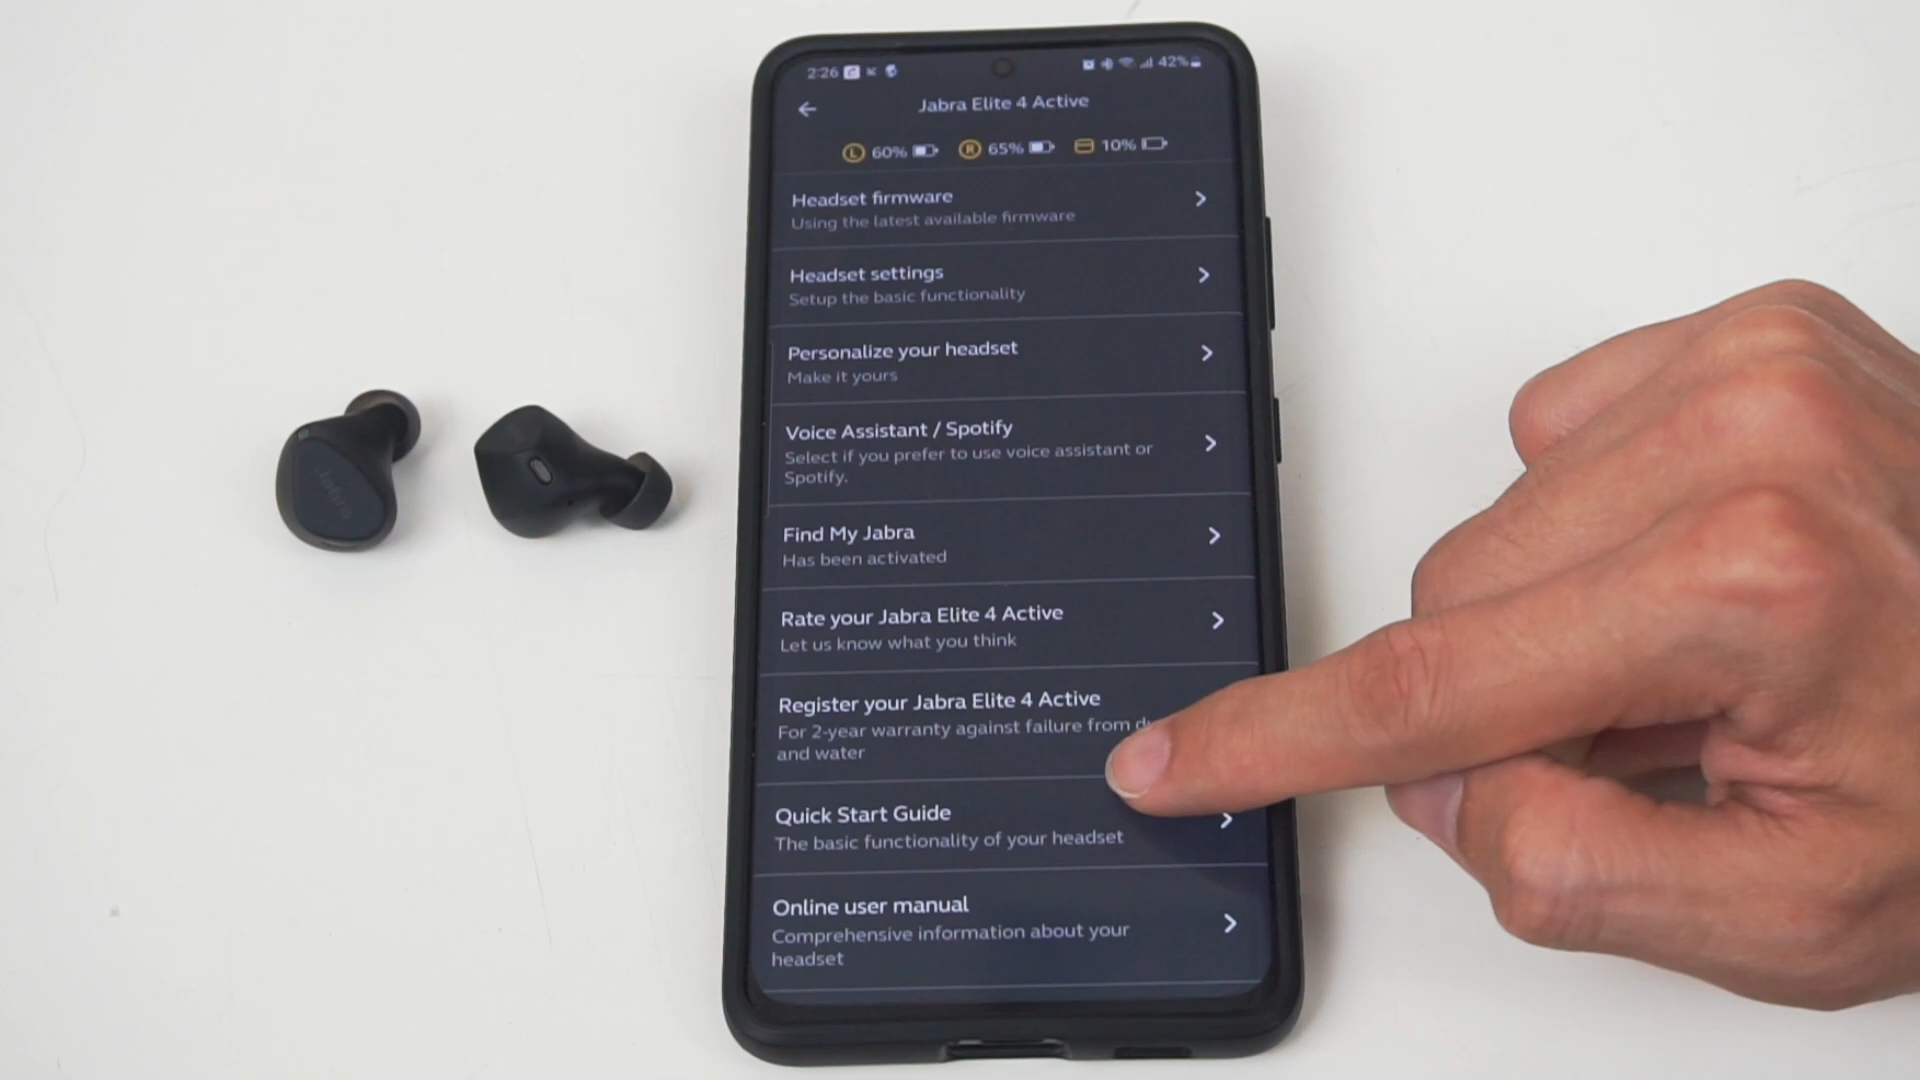 2:26 42%
Jabra Elite 4 Active
L 60% R 65% 10%
Headset firmware
Using the latest available firmware
Headset settings
Setup the basic functionality
Personalize your headset
Make it yours
Voice Assistant / Spotify
Select if you prefer to use voice assistant or
Spotify.
Find My Jabra
Has been activated
Rate your Jabra Elite 4 Active
Let us know what you think
Register your Jabra Elite 4 Active
For 2-year warranty against failure from
and water
Quick Start Guide
The basic functionality of your headset
Online user manual
Comprehensive information about your
headset
Jabra